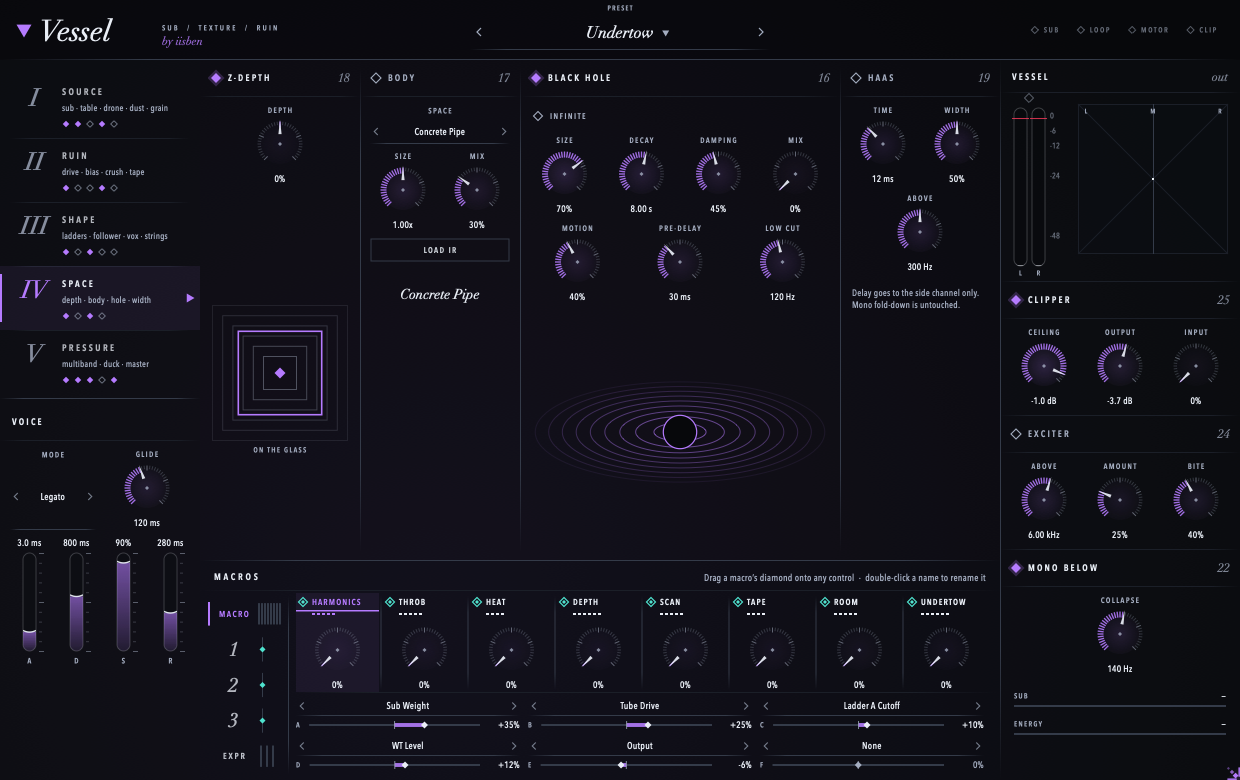 PRESET
Vessel
SUB / TEXTURE / RUIN
by iisben
Undertow
SUB
LOOP
MOTOR
CLIP
I
SOURCE
sub · table · drone · dust · grain
II
RUIN
drive · bias · crush · tape
III
SHAPE
ladders · follower · vox · strings
IV
SPACE
depth · body · hole · width
V
PRESSURE
multiband · duck · master
VOICE
MODE
GLIDE
Legato
120 ms
3.0 ms 800 ms 90% 280 ms
A D S R
Z-DEPTH 18
DEPTH
0%
ON THE GLASS
BODY 17
SPACE
Concrete Pipe
SIZE MIX
1.00x 30%
LOAD IR
Concrete Pipe
BLACK HOLE 16
INFINITE
SIZE DECAY DAMPING MIX
70% 8.00 s 45% 0%
MOTION PRE-DELAY LOW CUT
40% 30 ms 120 Hz
HAAS 19
TIME WIDTH
12 ms 50%
ABOVE
300 Hz
Delay goes to the side channel only.
Mono fold-down is untouched.
VESSEL out
0
-6
-12
-24
-48
L R
L M R
CLIPPER 25
CEILING OUTPUT INPUT
-1.0 dB -3.7 dB 0%
EXCITER 24
ABOVE AMOUNT BITE
6.00 kHz 25% 40%
MONO BELOW 22
COLLAPSE
140 Hz
SUB –
ENERGY –
MACROS
Drag a macro's diamond onto any control · double-click a name to rename it
MACRO
1
2
3
EXPR
HARMONICS THROB HEAT DEPTH SCAN TAPE ROOM UNDERTOW
0% 0% 0% 0% 0% 0% 0% 0%
Sub Weight Tube Drive Ladder A Cutoff
A +35% B +25% C +10%
WT Level Output None
D +12% E -6% F 0%